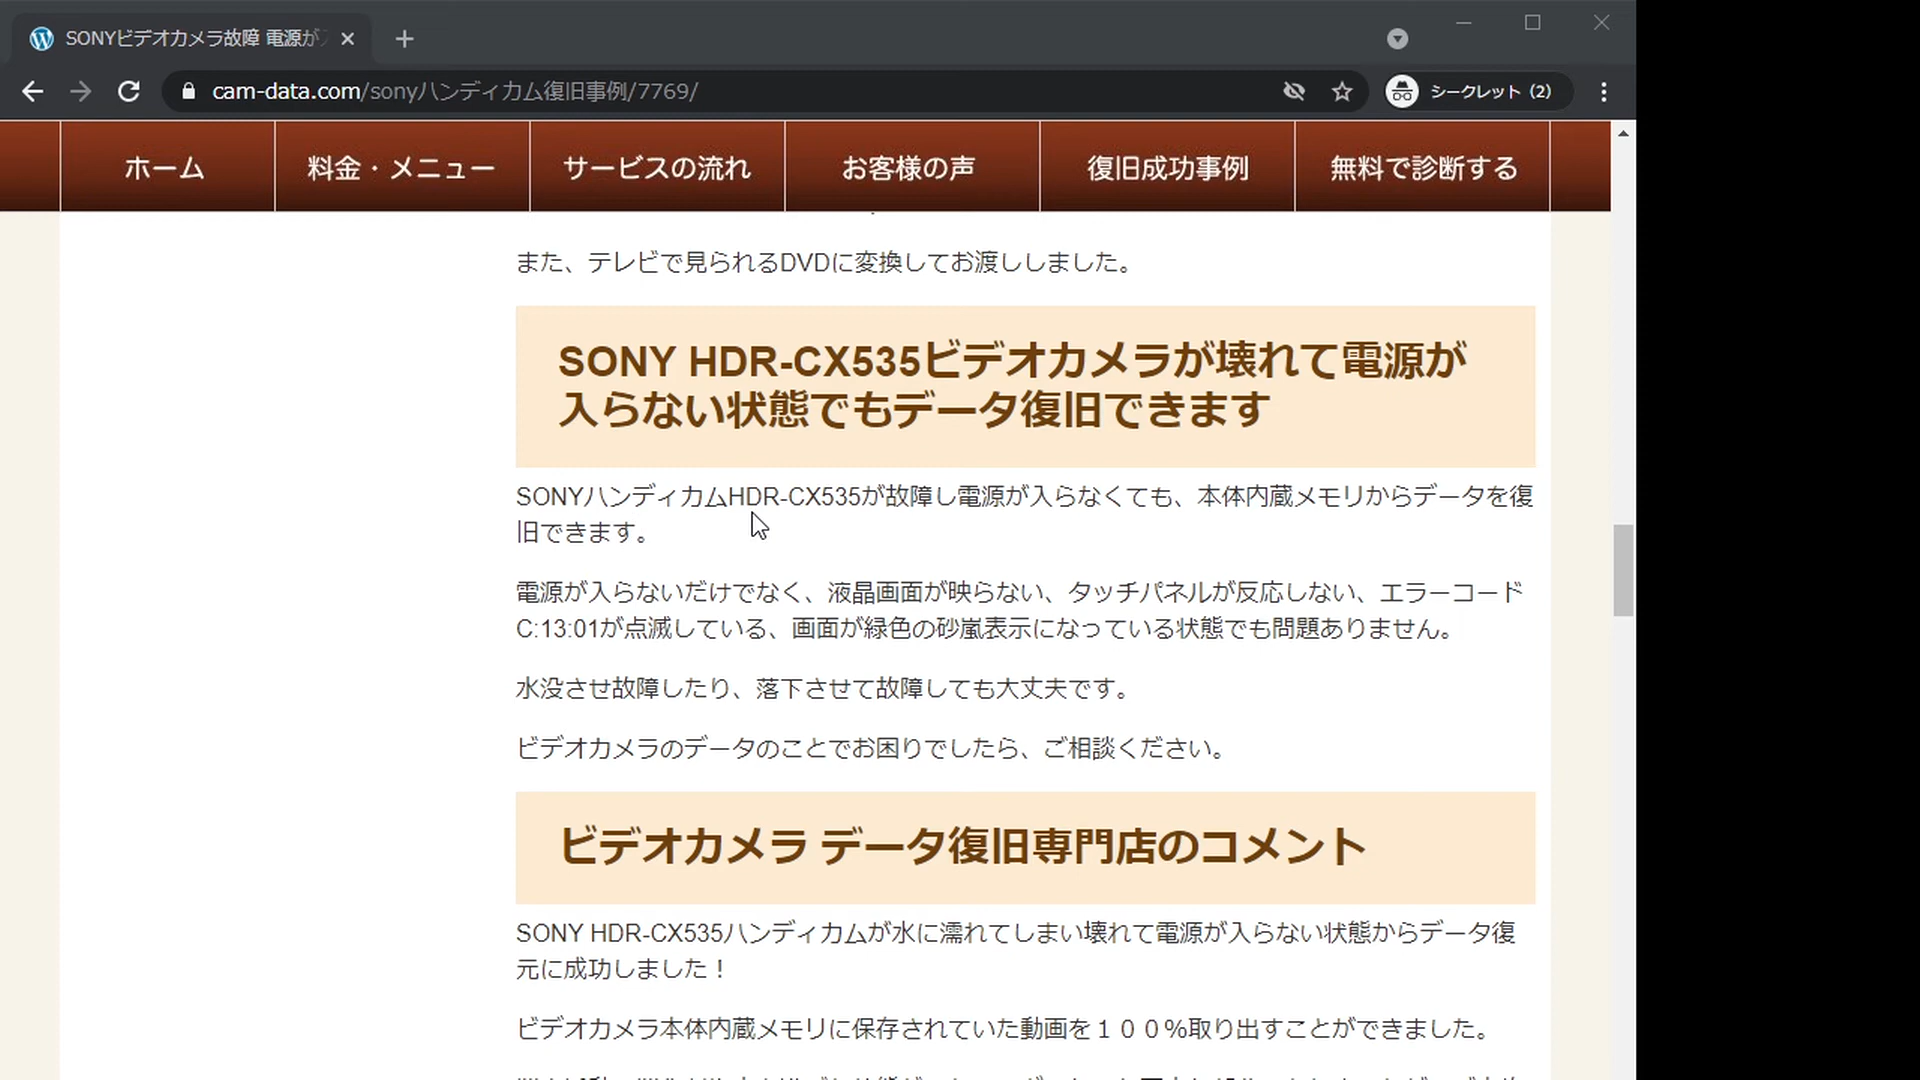 SONYビデオカメラ故障 電源が
cam-data.com/sonyハンディカム復旧事例/7769/
シークレット (2)
ホーム
料金・メニュー
サービスの流れ
お客様の声
復旧成功事例
無料で診断する
また、テレビで見られるDVDに変換してお渡ししました。
SONY HDR-CX535ビデオカメラが壊れて電源が
入らない状態でもデータ復旧できます
SONYハンディカムHDR-CX535が故障し電源が入らなくても、本体内蔵メモリからデータを復
旧できます。
電源が入らないだけでなく、液晶画面が映らない、タッチパネルが反応しない、エラーコード
C:13:01が点滅している、画面が緑色の砂嵐表示になっている状態でも問題ありません。
水没させ故障したり、落下させて故障しても大丈夫です。
ビデオカメラのデータのことでお困りでしたら、ご相談ください。
ビデオカメラ データ復旧専門店のコメント
SONY HDR-CX535ハンディカムが水に濡れてしまい壊れて電源が入らない状態からデータ復
元に成功しました！
ビデオカメラ本体内蔵メモリに保存されていた動画を１００％取り出すことができました。